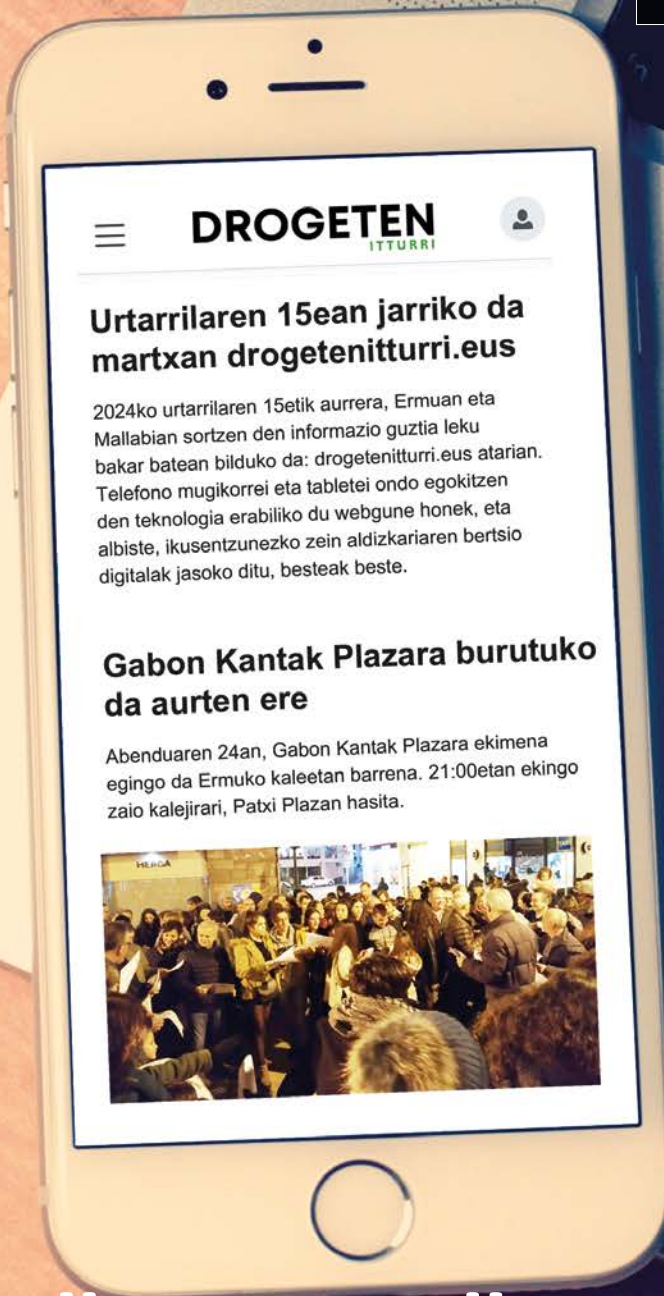 DROGETEN
ITTURRI
Urtarrilaren 15ean jarriko da
martxan drogetenitturri.eus
2024ko urtarrilaren 15etik aurrera, Ermuan eta
Mallabian sortzen den informazio guztia leku
bakar batean bilduko da: drogetenitturri.eus atarian.
Telefono mugikorrei eta tabletei ondo egokitzen
den teknologia erabiliko du webgune honek, eta
albiste, ikusentzunezko zein aldizkariaren bertsio
digitalak jasoko ditu, besteak beste.
Gabon Kantak Plazara burutuko
da aurten ere
Abenduaren 24an, Gabon Kantak Plazara ekimena
egingo da Ermuko kaleetan barrena. 21:00etan ekingo
zaio kalejirari, Patxi Plazan hasita.